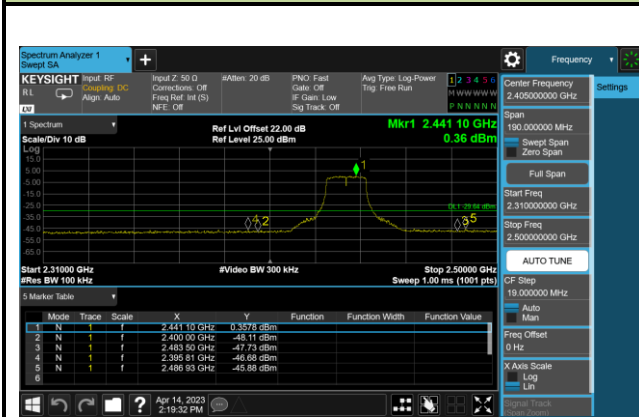 Spectrum Analyzer 1
Swept SA
+
Frequency
KEYSIGHT Input: RF
RL
Coupling: DC
Align: Auto
LXI
Input Z: 50 Ω
Corrections: Off
Freq Ref: Int (S)
NFE: Off
#Atten: 20 dB
PNO: Fast
Gate: Off
IF Gain: Low
Sig Track: Off
Avg Type: Log-Power
Trig: Free Run
1 2 3 4 5 6
M W W W W W
P N N N N N
1 Spectrum
Scale/Div 10 dB
Log
Ref Lvl Offset 22.00 dB
Ref Level 25.00 dBm
Mkr1 2.441 10 GHz
0.36 dBm
15.0
5.00
-5.00
-15.0
-25.0
-35.0
-45.0
-55.0
-65.0
1
DL1 -29.64 dBm
4 2
3 5
Start 2.31000 GHz
#Res BW 100 kHz
#Video BW 300 kHz
Stop 2.50000 GHz
Sweep 1.00 ms (1001 pts)
5 Marker Table
Mode Trace Scale X Y Function Function Width Function Value
1 N 1 f 2.441 10 GHz 0.3578 dBm
2 N 1 f 2.400 00 GHz -48.11 dBm
3 N 1 f 2.483 50 GHz -47.73 dBm
4 N 1 f 2.395 81 GHz -46.68 dBm
5 N 1 f 2.486 93 GHz -45.88 dBm
6
Apr 14, 2023
2:19:32 PM
?
Center Frequency
2.405000000 GHz
Settings
Span
190.000000 MHz
Swept Span
Zero Span
Full Span
Start Freq
2.310000000 GHz
Stop Freq
2.500000000 GHz
AUTO TUNE
CF Step
19.000000 MHz
Auto
Man
Freq Offset
0 Hz
X Axis Scale
Log
Lin
Signal Track
(Span Zoom)